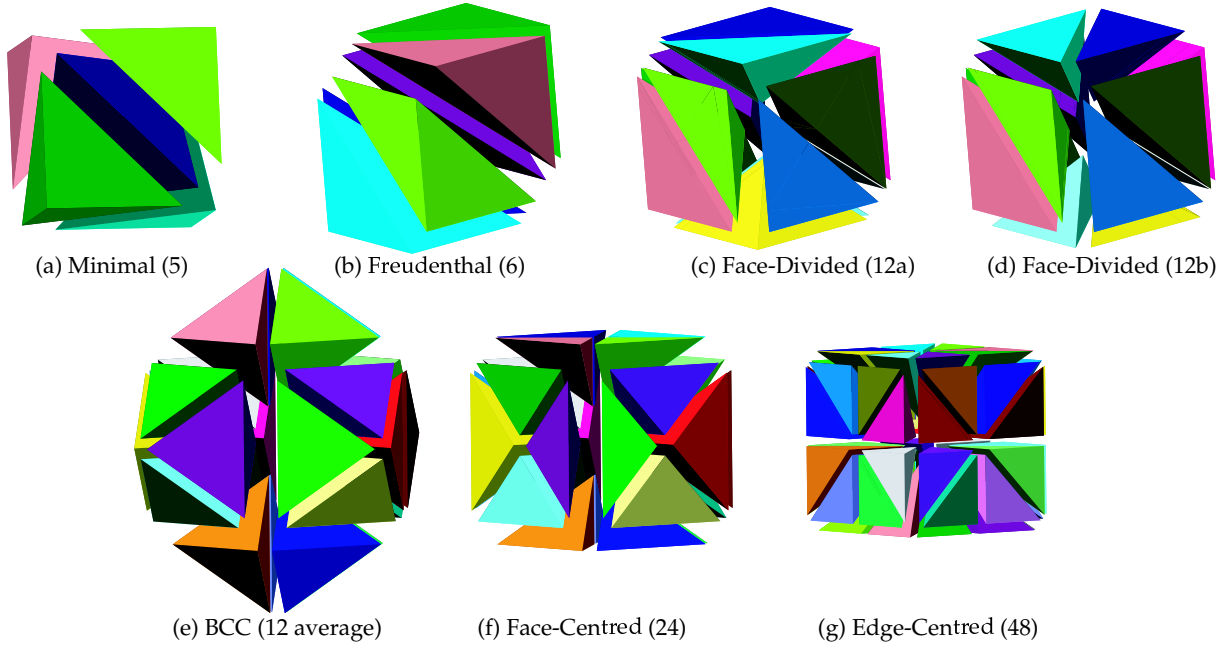 (a) Minimal (5)
(b) Freudenthal (6)
(c) Face-Divided (12a)
(d) Face-Divided (12b)
(e) BCC (12 average)
(f) Face-Centred (24)
(g) Edge-Centred (48)